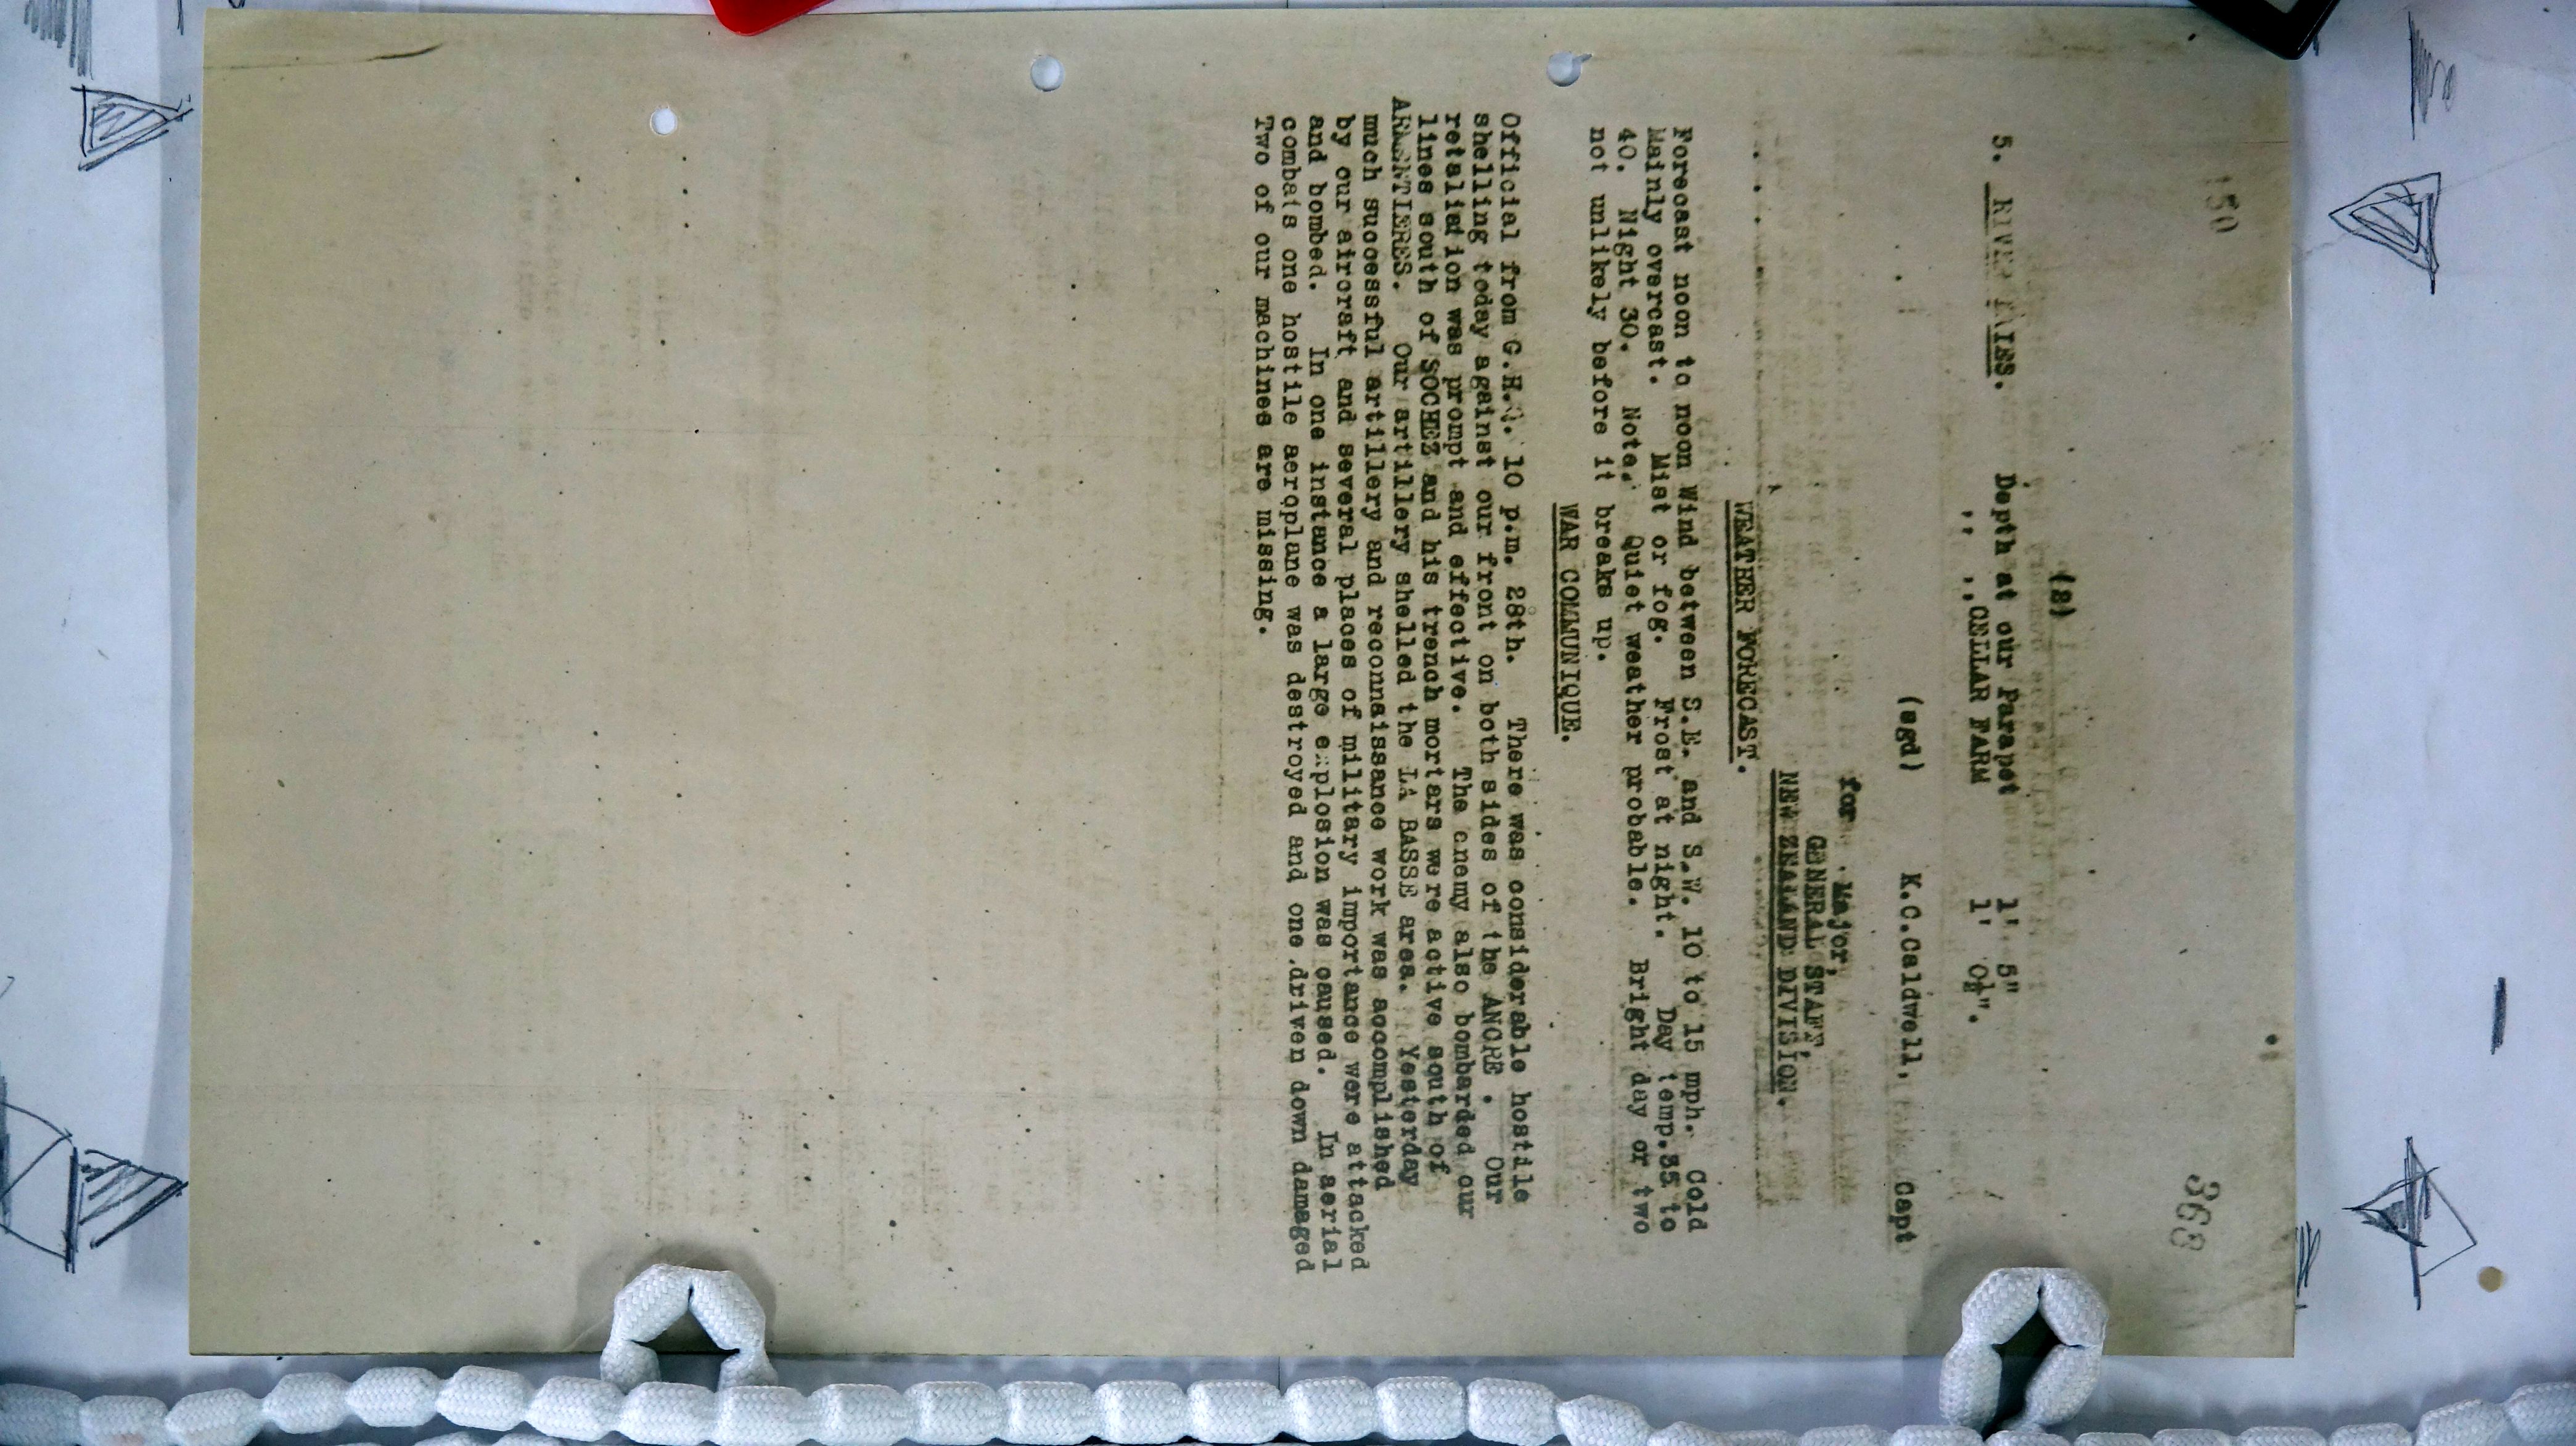 150
368
(2)
5. RIVER LAIES. Depth at our Parapet 1' 5"
,, ,, CELLAR FARM 1' 0½".
(sgd) K.C.Caldwell, Capt
for Major,
GENERAL STAFF,
NEW ZEALAND DIVISION.
WEATHER FORECAST.
Forecast noon to noon Wind between S.E. and S.W. 10 to 15 mph. Cold
Mainly overcast. Mist or fog. Frost at night. Day temp.35 to
40. Night 30. Note. Quiet weather probable. Bright day or two
not unlikely before it breaks up.
WAR COMMUNIQUE.
Official from G.H.Q. 10 p.m. 28th. There was considerable hostile
shelling today against our front on both sides of the ANCRE . Our
retaliation was prompt and effective. The enemy also bombarded our
lines south of SOCHEZ and his trench mortars were active south of
ARMENTIERES. Our artillery shelled the LA BASSE area. Yesterday
much successful artillery and reconnaissance work was accomplished
by our aircraft and several places of military importance were attacked
and bombed. In one instance a large explosion was caused. In aerial
combats one hostile aeroplane was destroyed and one driven down damaged
Two of our machines are missing.